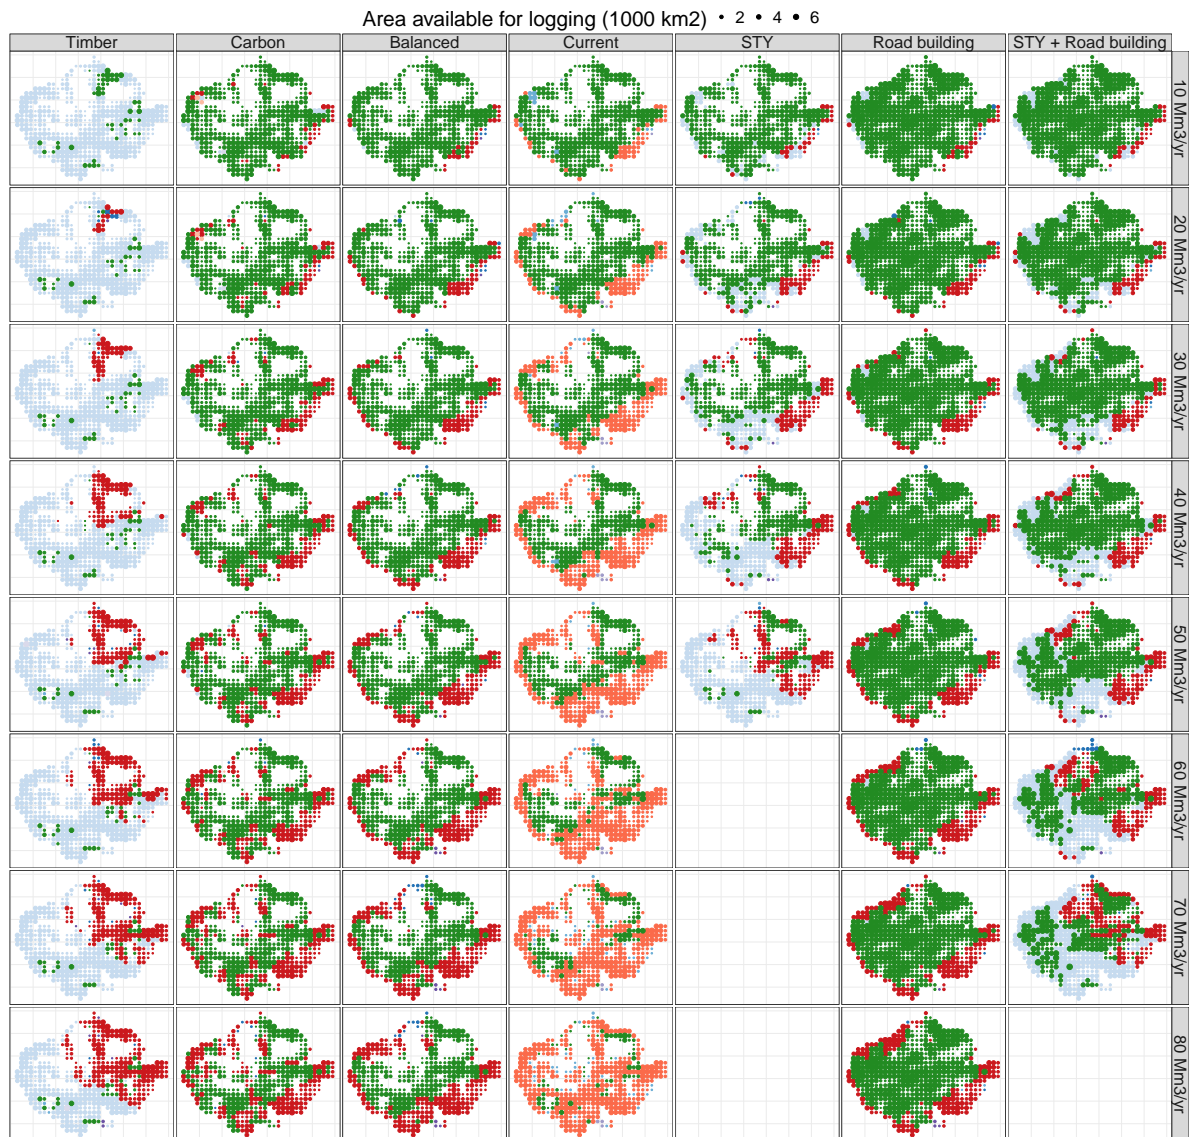 Area available for logging (1000 km2) • 2 • 4 • 6
Timber Carbon Balanced Current STY Road building STY + Road building
10 Mm3/yr
20 Mm3/yr
30 Mm3/yr
40 Mm3/yr
50 Mm3/yr
60 Mm3/yr
70 Mm3/yr
80 Mm3/yr